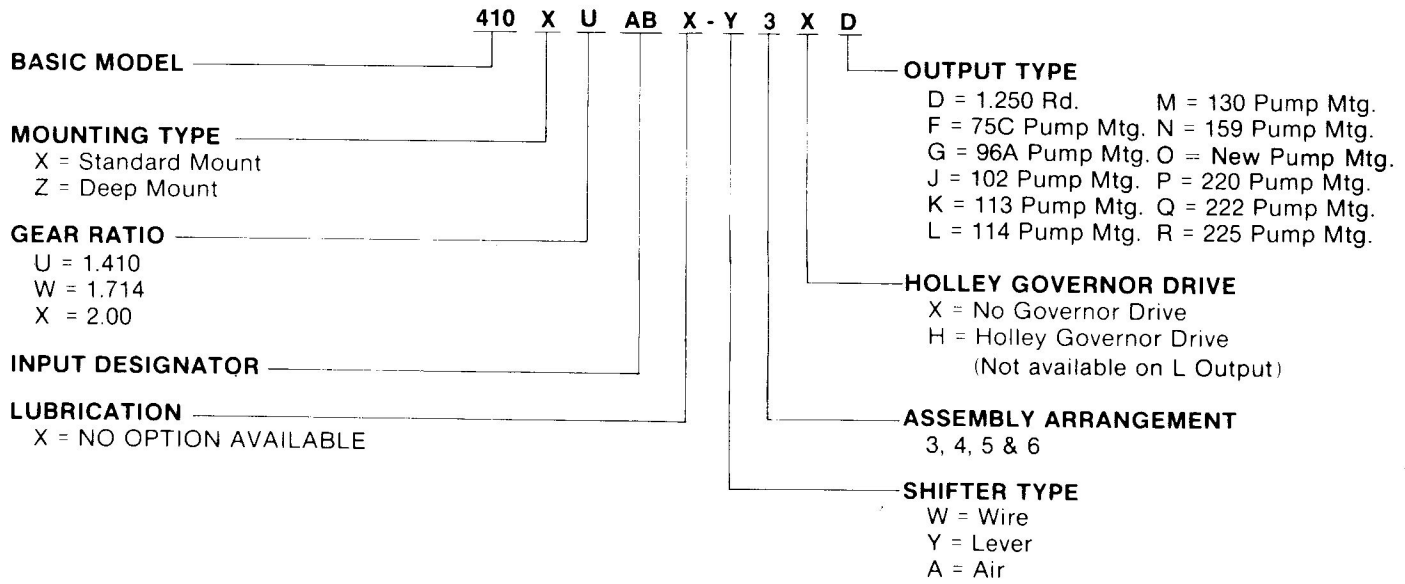 410 X U AB X - Y 3 X D
BASIC MODEL
MOUNTING TYPE
X = Standard Mount
Z = Deep Mount
GEAR RATIO
U = 1.410
W = 1.714
X = 2.00
INPUT DESIGNATOR
LUBRICATION
X = NO OPTION AVAILABLE
OUTPUT TYPE
D = 1.250 Rd. M = 130 Pump Mtg.
F = 75C Pump Mtg. N = 159 Pump Mtg.
G = 96A Pump Mtg. O = New Pump Mtg.
J = 102 Pump Mtg. P = 220 Pump Mtg.
K = 113 Pump Mtg. Q = 222 Pump Mtg.
L = 114 Pump Mtg. R = 225 Pump Mtg.
HOLLEY GOVERNOR DRIVE
X = No Governor Drive
H = Holley Governor Drive
(Not available on L Output)
ASSEMBLY ARRANGEMENT
3, 4, 5 & 6
SHIFTER TYPE
W = Wire
Y = Lever
A = Air